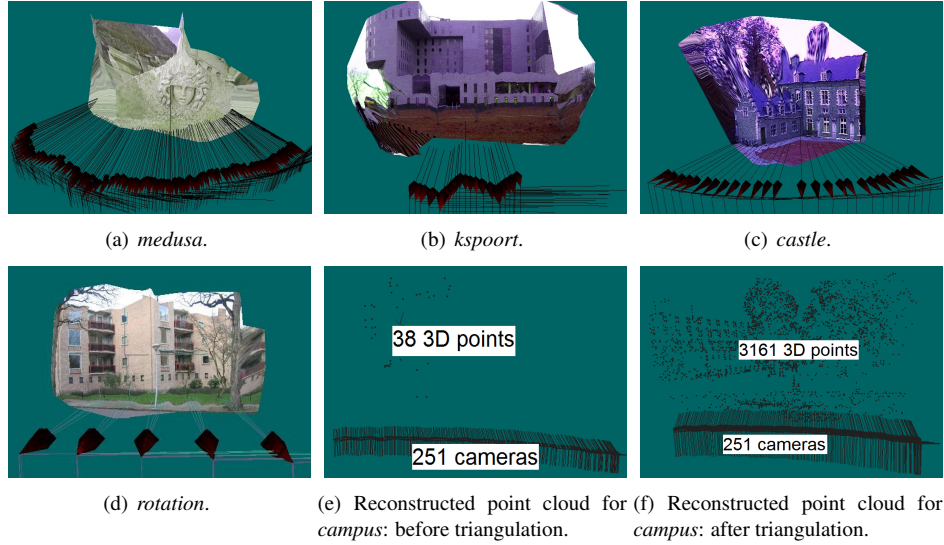 (a) medusa.
(b) kspoort.
(c) castle.
38 3D points
251 cameras
3161 3D points
251 cameras
(d) rotation.
(e) Reconstructed point cloud for
campus: before triangulation.
(f) Reconstructed point cloud for
campus: after triangulation.